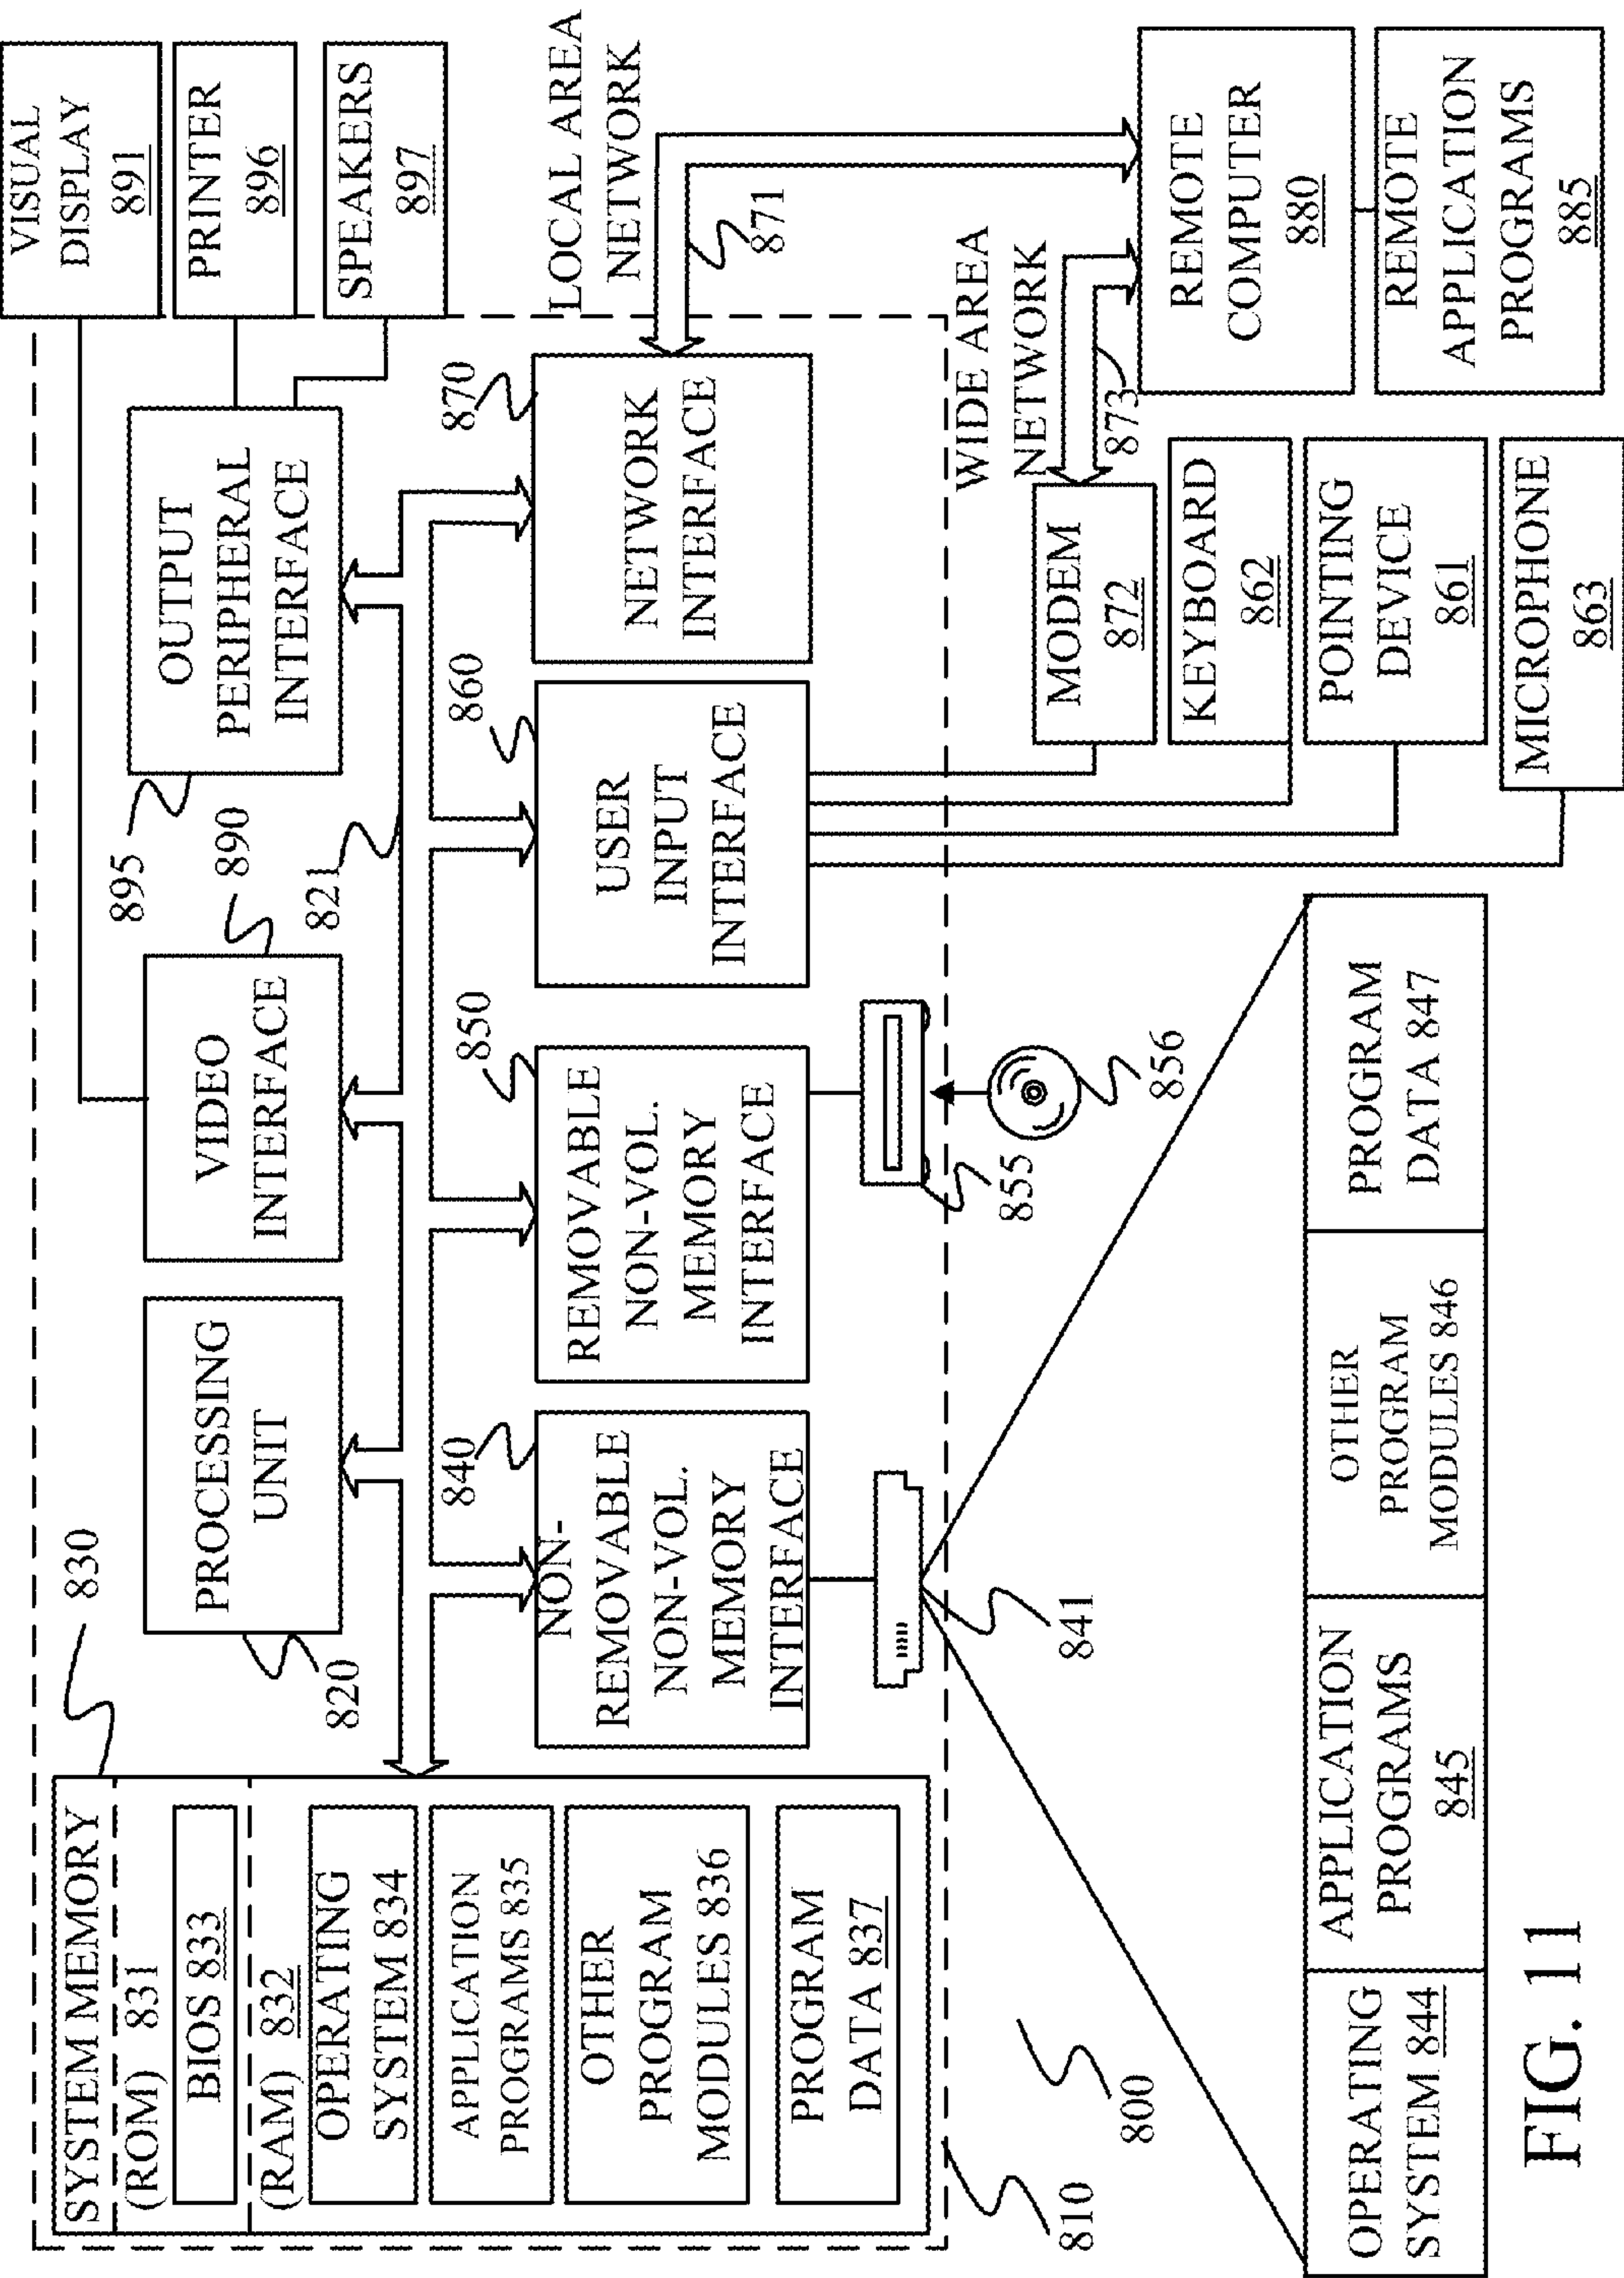 SYSTEM MEMORY
(ROM) 831
BIOS 833
(RAM) 832
OPERATING
SYSTEM 834
APPLICATION
PROGRAMS 835
OTHER
PROGRAM
MODULES 836
PROGRAM
DATA 837
830
PROCESSING
UNIT
820
VIDEO
INTERFACE
890
821
OUTPUT
PERIPHERAL
INTERFACE
895
VISUAL
DISPLAY
891
PRINTER
896
SPEAKERS
897
NON-
REMOVABLE
NON-VOL.
MEMORY
INTERFACE
840
REMOVABLE
NON-VOL.
MEMORY
INTERFACE
850
USER
INPUT
INTERFACE
860
NETWORK
INTERFACE
870
LOCAL AREA
NETWORK
871
841
855
856
WIDE AREA
NETWORK
873
MODEM
872
KEYBOARD
862
POINTING
DEVICE
861
MICROPHONE
863
REMOTE
COMPUTER
880
REMOTE
APPLICATION
PROGRAMS
885
810
800
OPERATING
SYSTEM 844
APPLICATION
PROGRAMS
845
OTHER
PROGRAM
MODULES 846
PROGRAM
DATA 847
FIG. 11